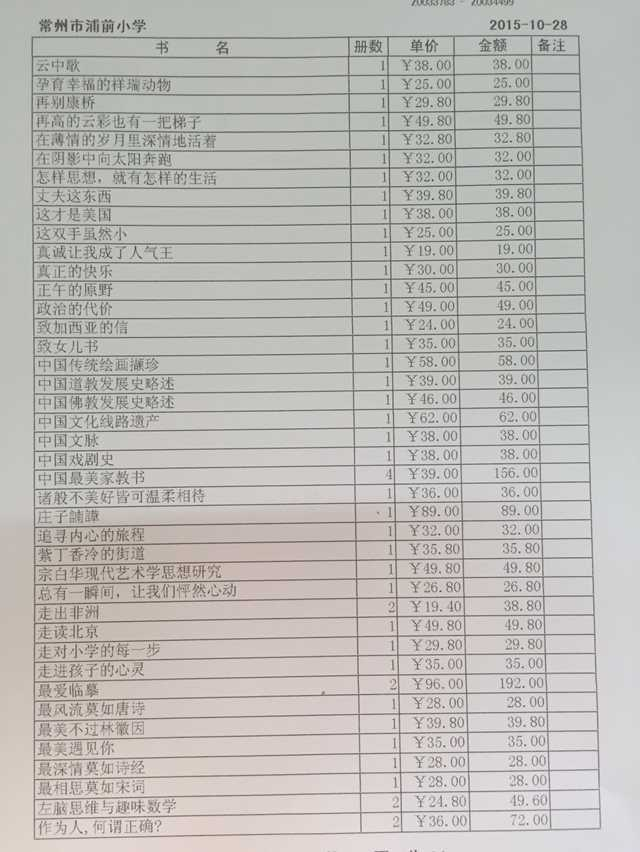 Z0033783 - Z0034499
常州市浦前小学 2015-10-28
书 名 册数 单价 金额 备注
云中歌 1 ￥38.00 38.00
孕育幸福的祥瑞动物 1 ￥25.00 25.00
再别康桥 1 ￥29.80 29.80
再高的云彩也有一把梯子 1 ￥49.80 49.80
在薄情的岁月里深情地活着 1 ￥32.80 32.80
在阴影中向太阳奔跑 1 ￥32.00 32.00
怎样思想，就有怎样的生活 1 ￥32.00 32.00
丈夫这东西 1 ￥39.80 39.80
这才是美国 1 ￥38.00 38.00
这双手虽然小 1 ￥25.00 25.00
真诚让我成了人气王 1 ￥19.00 19.00
真正的快乐 1 ￥30.00 30.00
正午的原野 1 ￥45.00 45.00
政治的代价 1 ￥49.00 49.00
致加西亚的信 1 ￥24.00 24.00
致女儿书 1 ￥35.00 35.00
中国传统绘画撷珍 1 ￥58.00 58.00
中国道教发展史略述 1 ￥39.00 39.00
中国佛教发展史略述 1 ￥46.00 46.00
中国文化线路遗产 1 ￥62.00 62.00
中国文脉 1 ￥38.00 38.00
中国戏剧史 1 ￥38.00 38.00
中国最美家教书 4 ￥39.00 156.00
诸般不美好皆可温柔相待 1 ￥36.00 36.00
庄子諵譁 1 ￥89.00 89.00
追寻内心的旅程 1 ￥32.00 32.00
紫丁香冷的街道 1 ￥35.80 35.80
宗白华现代艺术学思想研究 1 ￥49.80 49.80
总有一瞬间，让我们怦然心动 1 ￥26.80 26.80
走出非洲 2 ￥19.40 38.80
走读北京 1 ￥49.80 49.80
走对小学的每一步 1 ￥29.80 29.80
走进孩子的心灵 1 ￥35.00 35.00
最爱临摹 2 ￥96.00 192.00
最风流莫如唐诗 1 ￥28.00 28.00
最美不过林徽因 1 ￥39.80 39.80
最美遇见你 1 ￥35.00 35.00
最深情莫如诗经 1 ￥28.00 28.00
最相思莫如宋词 1 ￥28.00 28.00
左脑思维与趣味数学 2 ￥24.80 49.60
作为人,何谓正确? 2 ￥36.00 72.00